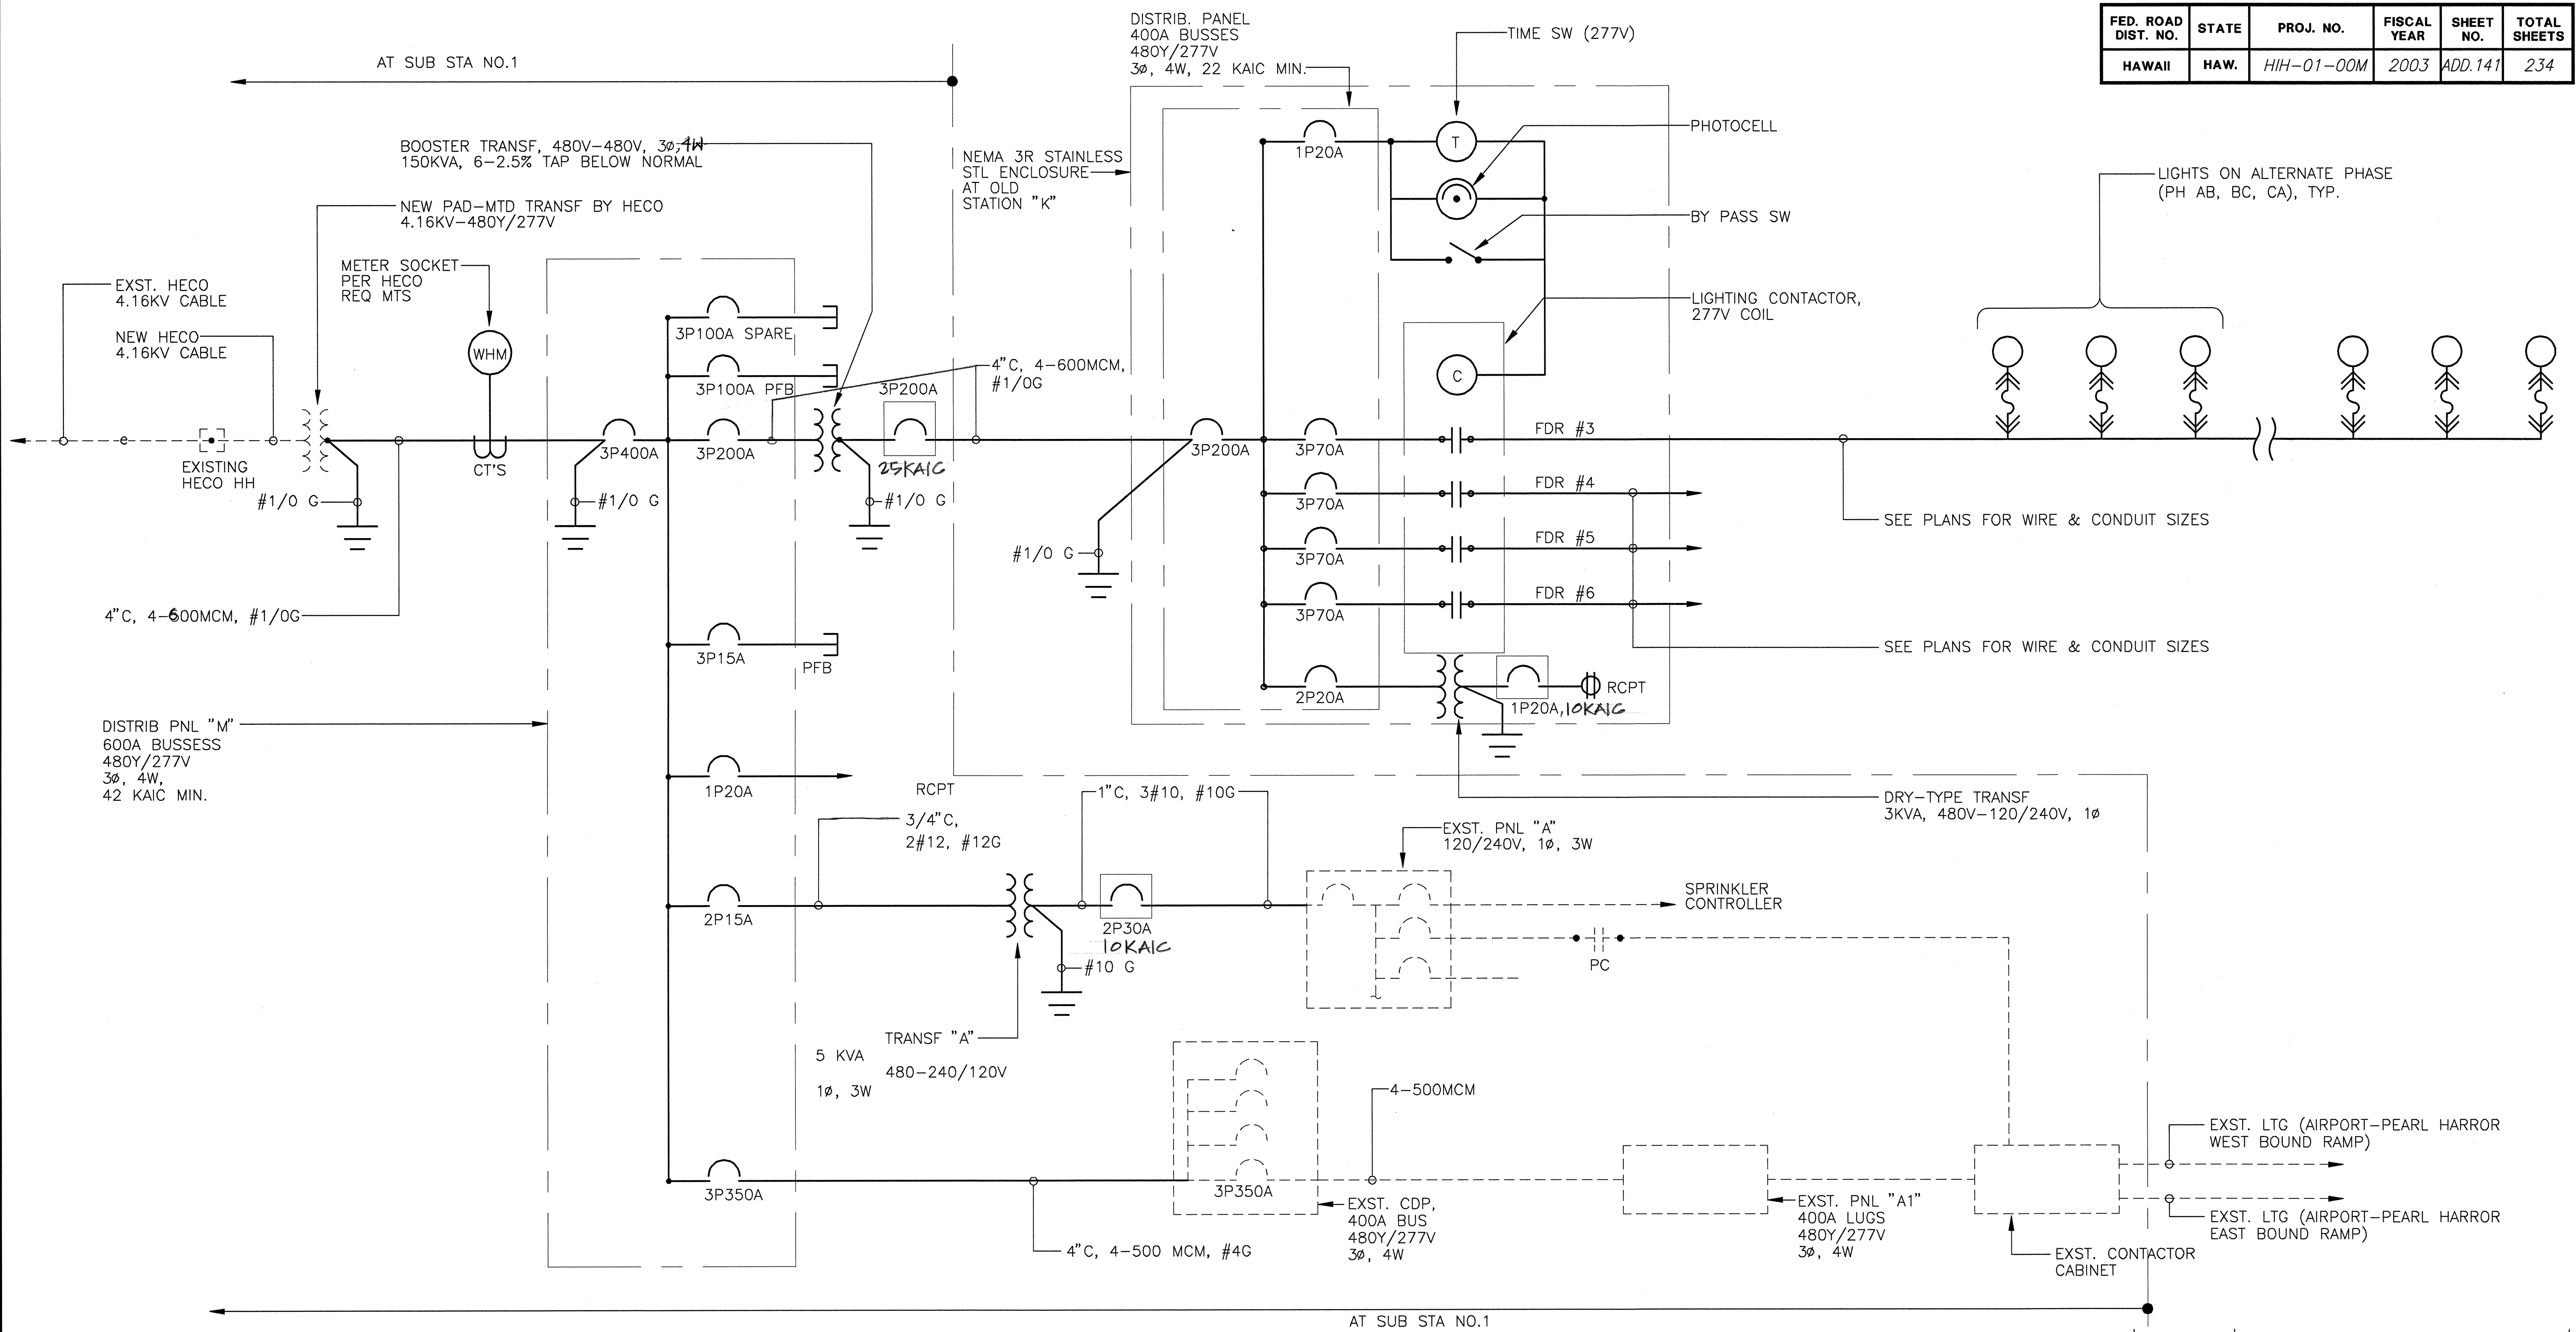 FED. ROAD DIST. NO. STATE PROJ. NO. FISCAL YEAR SHEET NO. TOTAL SHEETS
HAWAII HAW. HIH-01-00M 2003 ADD.141 234
AT SUB STA NO.1
DISTRIB. PANEL
400A BUSSES
480Y/277V
3ø, 4W, 22 KAIC MIN.
TIME SW (277V)
T
PHOTOCELL
BY PASS SW
LIGHTING CONTACTOR,
277V COIL
C
BOOSTER TRANSF, 480V-480V, 3ø, 4W
150KVA, 6-2.5% TAP BELOW NORMAL
NEW PAD-MTD TRANSF BY HECO
4.16KV-480Y/277V
NEMA 3R STAINLESS
STL ENCLOSURE
AT OLD
STATION "K"
1P20A
LIGHTS ON ALTERNATE PHASE
(PH AB, BC, CA), TYP.
EXST. HECO
4.16KV CABLE
NEW HECO
4.16KV CABLE
METER SOCKET
PER HECO
REQ MTS
WHM
CT'S
EXISTING
HECO HH
#1/0 G
4"C, 4-600MCM, #1/0G
3P400A
#1/0 G
3P100A SPARE
3P100A PFB
3P200A
3P200A
25KAIC
#1/0 G
4"C, 4-600MCM,
#1/0G
3P200A
#1/0 G
3P70A
FDR #3
3P70A
FDR #4
3P70A
FDR #5
3P70A
FDR #6
SEE PLANS FOR WIRE & CONDUIT SIZES
SEE PLANS FOR WIRE & CONDUIT SIZES
2P20A
1P20A, 10KAIC
RCPT
DRY-TYPE TRANSF
3KVA, 480V-120/240V, 1ø
3P15A
PFB
DISTRIB PNL "M"
600A BUSSESS
480Y/277V
3ø, 4W,
42 KAIC MIN.
1P20A
RCPT
3/4"C,
2#12, #12G
2P15A
1"C, 3#10, #10G
2P30A
10KAIC
#10 G
TRANSF "A"
5 KVA
480-240/120V
1ø, 3W
EXST. PNL "A"
120/240V, 1ø, 3W
SPRINKLER
CONTROLLER
PC
3P350A
4"C, 4-500 MCM, #4G
3P350A
EXST. CDP,
400A BUS
480Y/277V
3ø, 4W
4-500MCM
EXST. PNL "A1"
400A LUGS
480Y/277V
3ø, 4W
EXST. CONTACTOR
CABINET
EXST. LTG (AIRPORT-PEARL HARROR
WEST BOUND RAMP)
EXST. LTG (AIRPORT-PEARL HARROR
EAST BOUND RAMP)
AT SUB STA NO.1